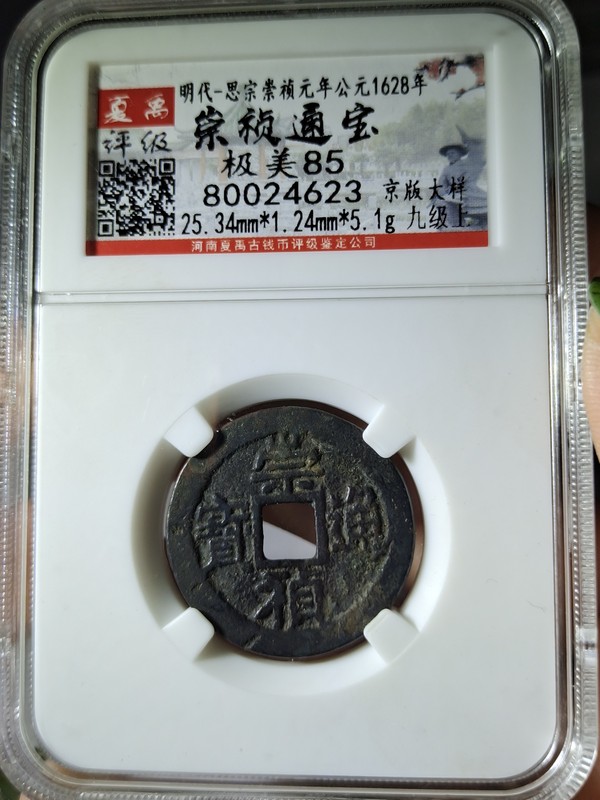 明代-思宗崇祯元年公元1628年
夏禹
评级
崇祯通宝
极美85
80024623
京版大样
25.34mm*1.24mm*5.1g 九级上
河南夏禹古钱币评级鉴定公司
崇
寶 通
禎